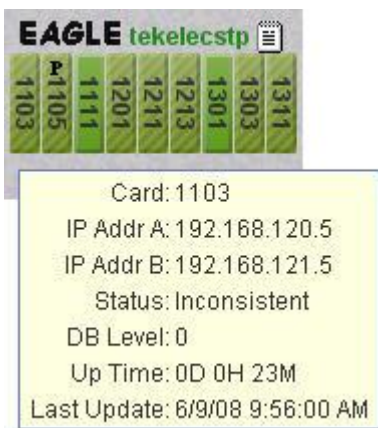 EAGLE tekelecstp
P
1103 1105 1111 1201 1211 1213 1301 1303 1311
Card: 1103
IP Addr A: 192.168.120.5
IP Addr B: 192.168.121.5
Status: Inconsistent
DB Level: 0
Up Time: 0D 0H 23M
Last Update: 6/9/08 9:56:00 AM